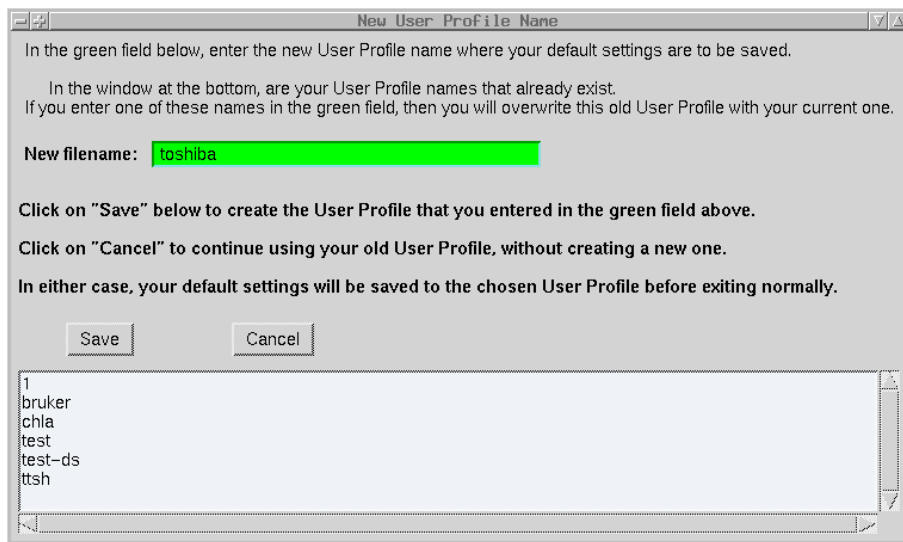 New User Profile Name
In the green field below, enter the new User Profile name where your default settings are to be saved.
In the window at the bottom, are your User Profile names that already exist.
If you enter one of these names in the green field, then you will overwrite this old User Profile with your current one.
New filename: toshiba
Click on "Save" below to create the User Profile that you entered in the green field above.
Click on "Cancel" to continue using your old User Profile, without creating a new one.
In either case, your default settings will be saved to the chosen User Profile before exiting normally.
Save Cancel
1
bruker
chla
test
test-ds
ttsh